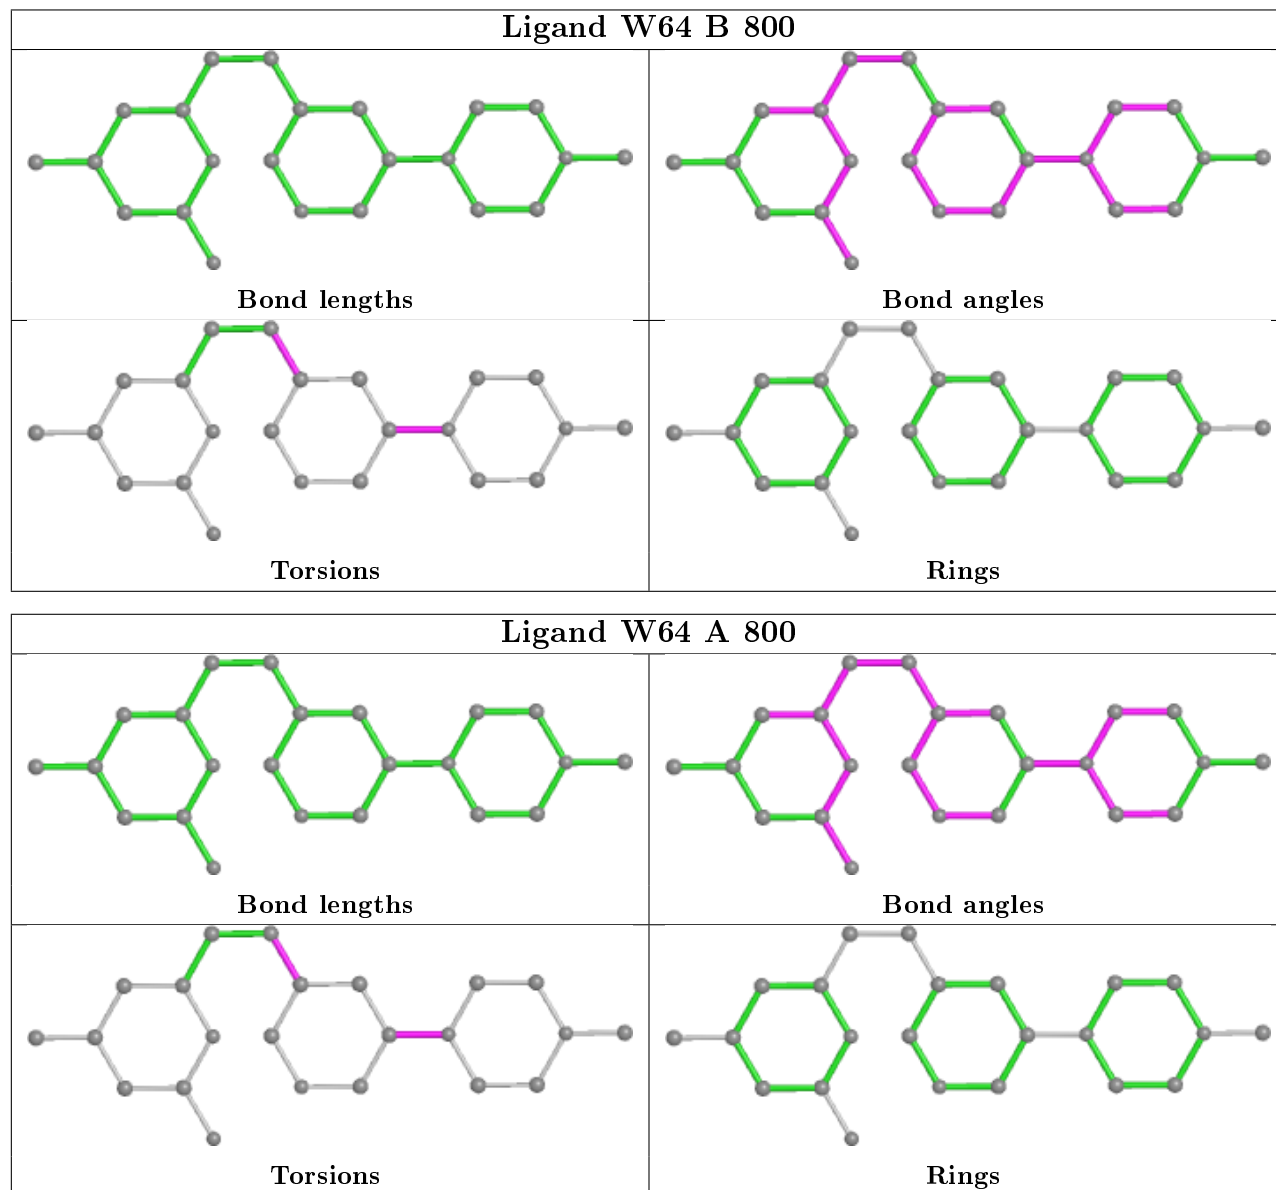 Ligand W64 B 800
Bond lengths
Bond angles
Torsions
Rings
Ligand W64 A 800
Bond lengths
Bond angles
Torsions
Rings